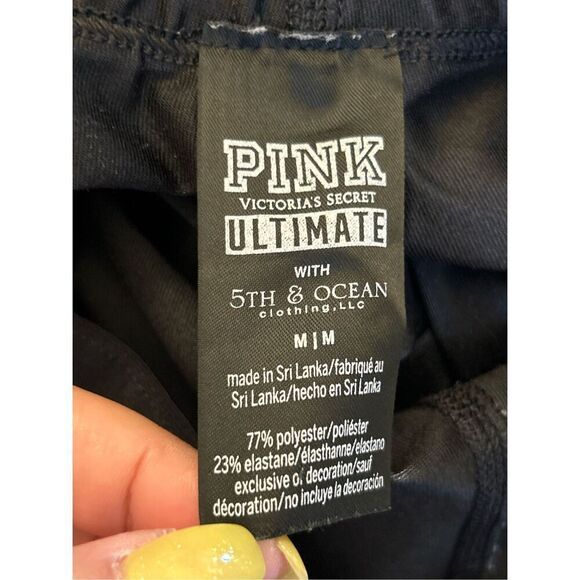 PINK
VICTORIA'S SECRET
ULTIMATE
WITH
5TH & OCEAN
clothing, LLC
M|M
made in Sri Lanka/fabriqué au
Sri Lanka/hecho en Sri Lanka
77% polyester/poliéster
23% elastane/élasthanne/elastano
exclusive of decoration/sauf
décoration/no incluye la decoración